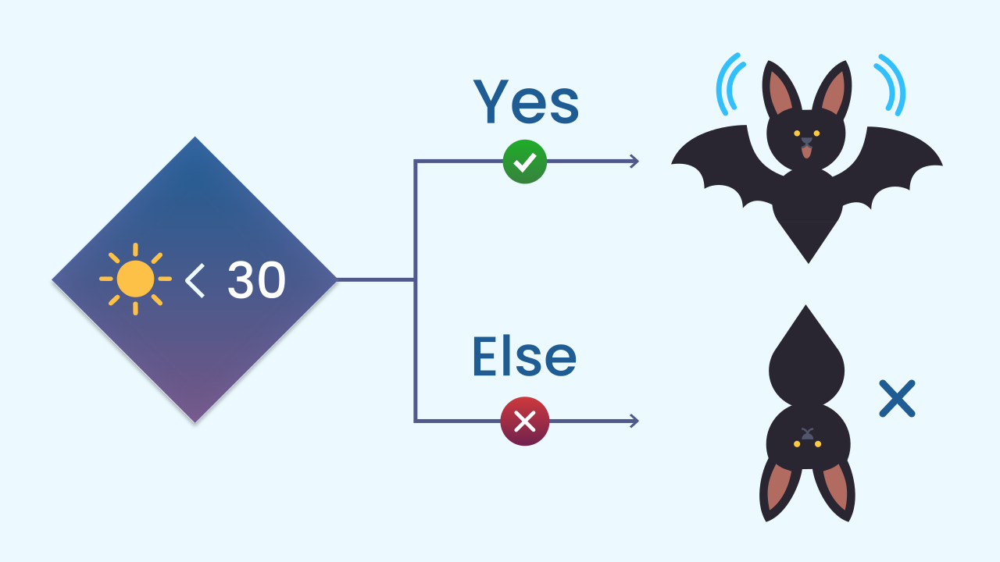 Yes
< 30
Else